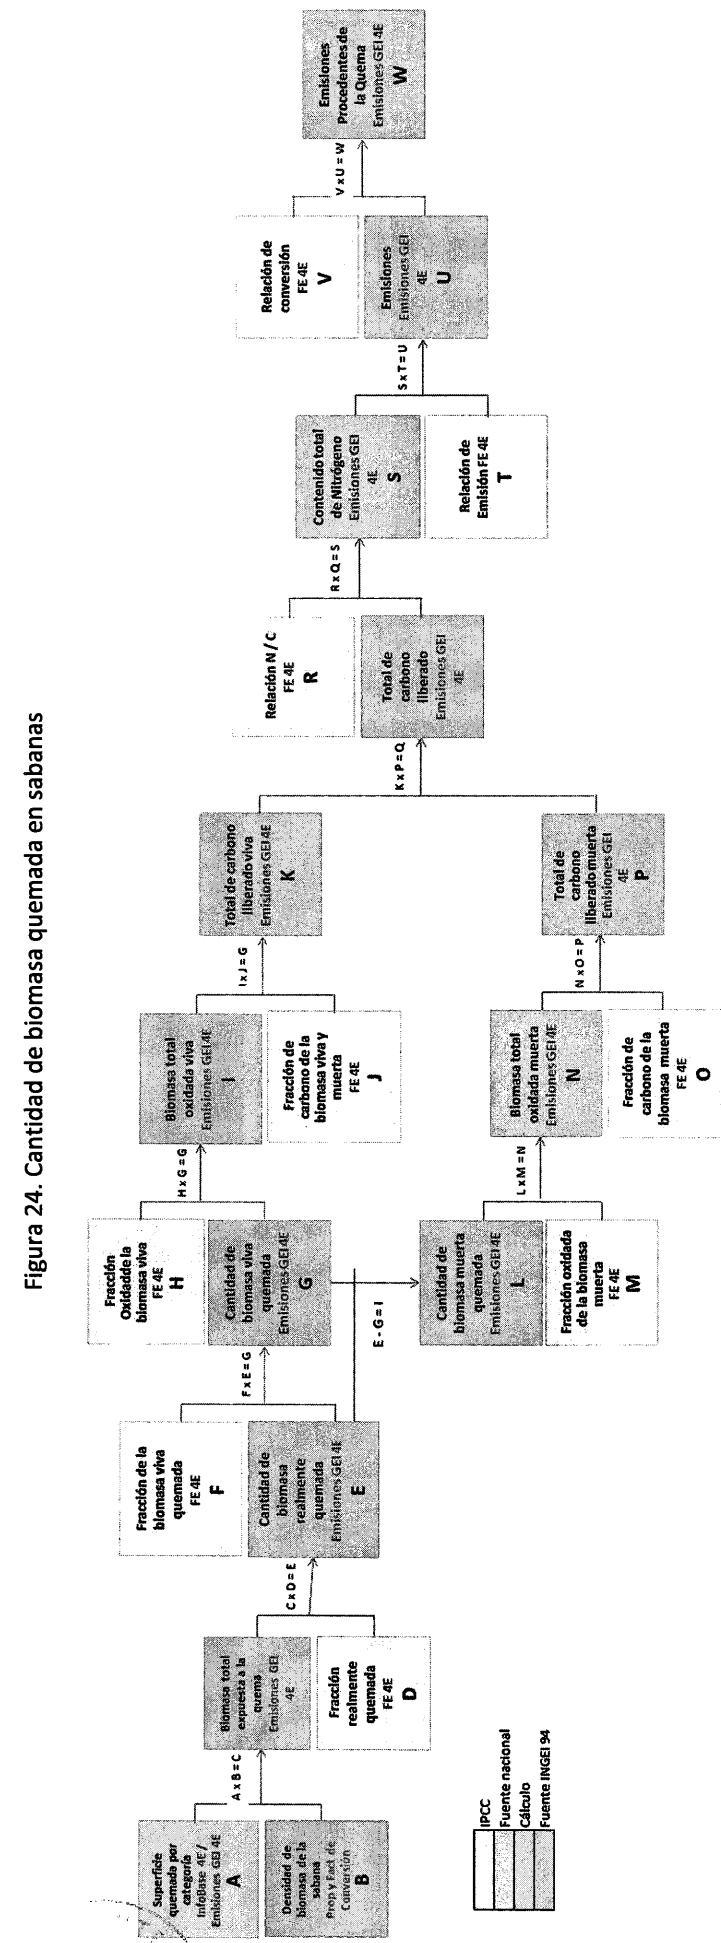 Figura 24. Cantidad de biomasa quemada en sabanas
Superficie
quemada por
categoría
InfoBase 4E /
Emisiones GEI 4E
A
Densidad de
biomasa de la
sabana
Prop y Fact de
Conversión
B
A x B = C
Biomasa total
expuesta a la
quema
Emisiones GEI
4E
Fracción
realmente
quemada
FE 4E
D
C x D = E
Fracción de la
biomasa viva
quemada
FE 4E
F
Cantidad de
biomasa
realmente
quemada
Emisiones GEI 4E
E
F x E = G
Fracción
Oxidadde la
biomasa viva
FE 4E
H
Cantidad de
biomasa viva
quemada
Emisiones GEI 4E
G
E - G = I
Cantidad de
biomasa muerta
quemada
Emisiones GEI 4E
L
Fracción oxidada
de la biomasa
muerta
FE 4E
M
H x G = G
L x M = N
Biomasa total
oxidada viva
Emisiones GEI 4E
I
Fracción de
carbono de la
biomasa viva y
muerta
FE 4E
J
Biomasa total
oxidada muerta
Emisiones GEI 4E
N
Fracción de
carbono de la
biomasa muerta
FE 4E
O
I x J = G
N x O = P
Total de carbono
liberado viva
Emisiones GEI 4E
K
Total de
carbono
liberado muerta
Emisiones GEI
4E
P
K x P = Q
Relación N / C
FE 4E
R
Total de
carbono
liberado
Emisiones GEI
4E
R x Q = S
Contenido total
de Nitrógeno
Emisiones GEI
4E
S
Relación de
Emisión FE 4E
T
S x T = U
Relación de
conversión
FE 4E
V
Emisiones
Emisiones GEI
4E
U
V x U = W
Emisiones
Procedentes de
la Quema
Emisiones GEI 4E
W
IPCC
Fuente nacional
Cálculo
Fuente INGEI 94